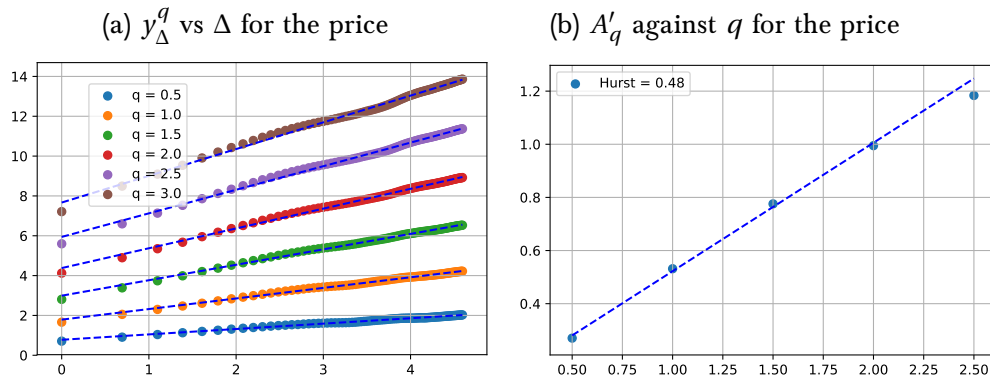 (a) y_Δ^q vs Δ for the price
14
12
10
8
6
4
2
0
q = 0.5
q = 1.0
q = 1.5
q = 2.0
q = 2.5
q = 3.0
0 1 2 3 4
(b) A′_q against q for the price
1.2
1.0
0.8
0.6
0.4
Hurst = 0.48
0.50 0.75 1.00 1.25 1.50 1.75 2.00 2.25 2.50